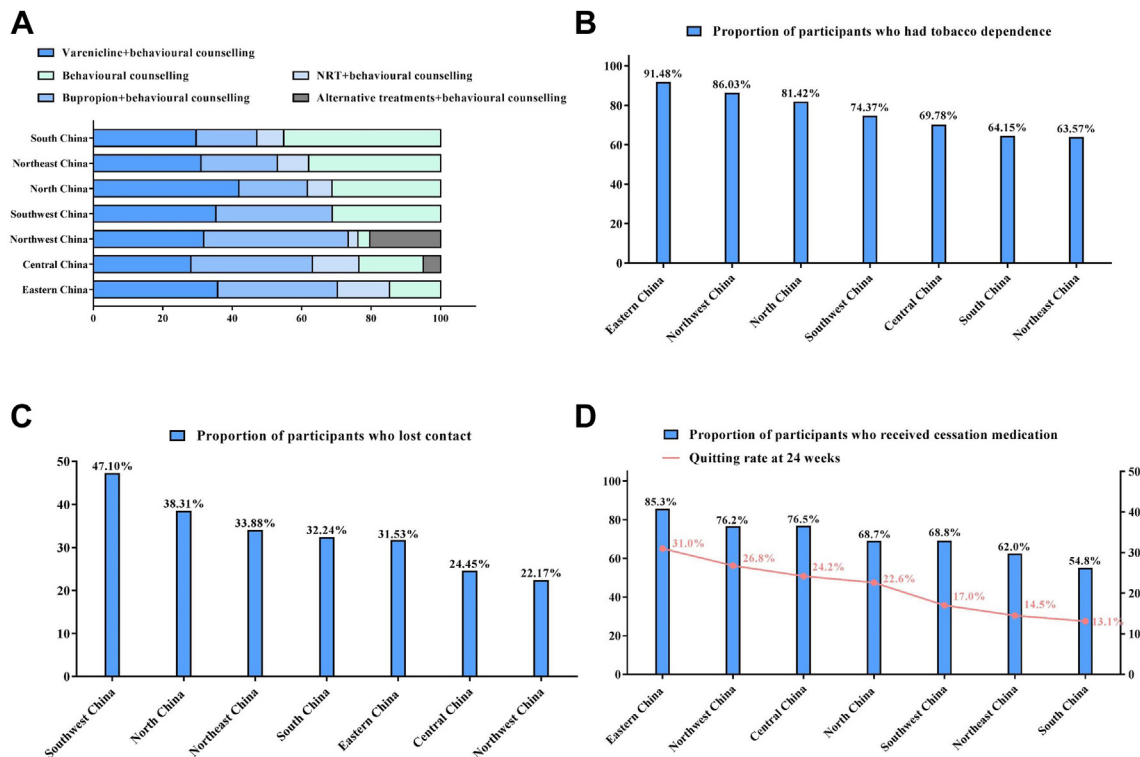 A
Varenicline+behavioural counselling
Behavioural counselling
NRT+behavioural counselling
Bupropion+behavioural counselling
Alternative treatments+behavioural counselling
South China
Northeast China
North China
Southwest China
Northwest China
Central China
Eastern China
0 20 40 60 80 100
B
Proportion of participants who had tobacco dependence
100
80
60
40
20
0
91.48%
86.03%
81.42%
74.37%
69.78%
64.15%
63.57%
Eastern China
Northwest China
North China
Southwest China
Central China
South China
Northeast China
C
Proportion of participants who lost contact
50
40
30
20
10
0
47.10%
38.31%
33.88%
32.24%
31.53%
24.45%
22.17%
Southwest China
North China
Northeast China
South China
Eastern China
Central China
Northwest China
D
Proportion of participants who received cessation medication
Quitting rate at 24 weeks
100
80
60
40
20
0
85.3%
76.2%
76.5%
68.7%
68.8%
62.0%
54.8%
31.0%
26.8%
24.2%
22.6%
17.0%
14.5%
13.1%
50
40
30
20
10
0
Eastern China
Northwest China
Central China
North China
Southwest China
Northeast China
South China